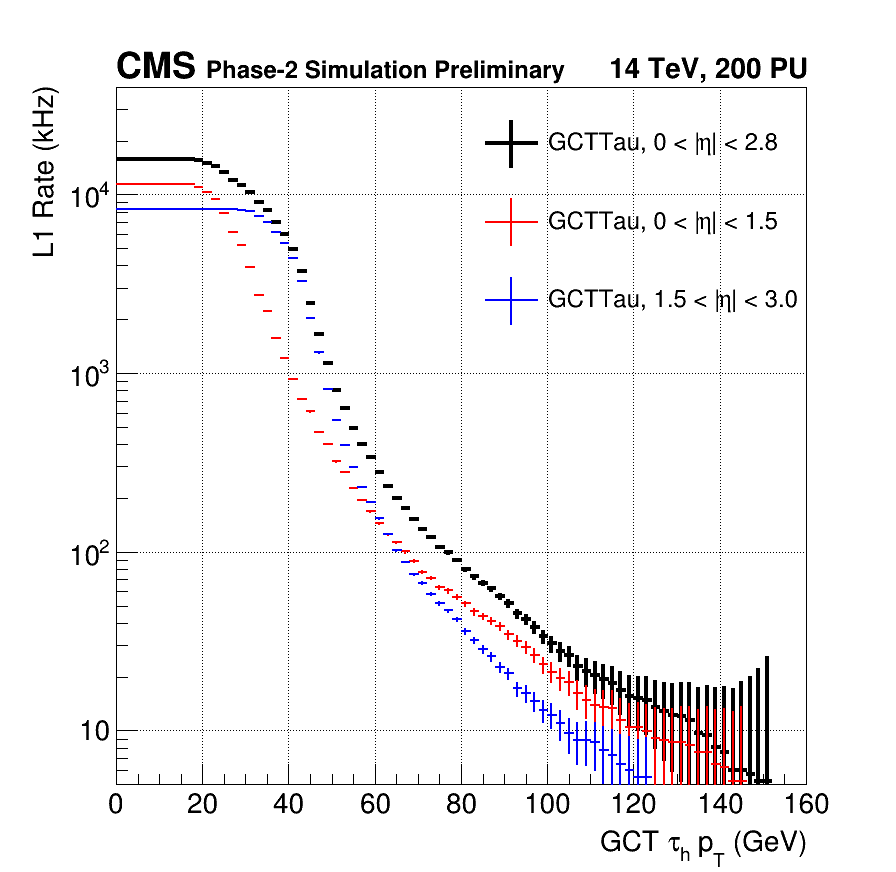 CMS Phase-2 Simulation Preliminary 14 TeV, 200 PU
L1 Rate (kHz)
GCTTau, 0 < |η| < 2.8
GCTTau, 0 < |η| < 1.5
GCTTau, 1.5 < |η| < 3.0
10⁴
10³
10²
10
0 20 40 60 80 100 120 140 160
GCT τₕ p_T (GeV)